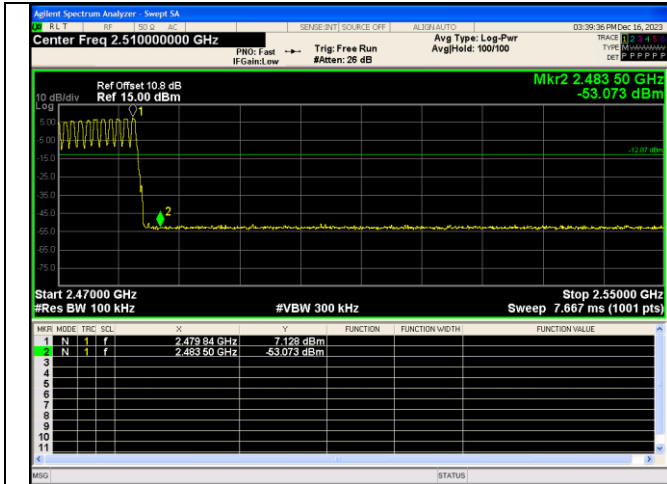 Agilent Spectrum Analyzer - Swept SA
RL T RF 50 Ω AC SENSE:INT SOURCE OFF ALIGN AUTO 03:39:36 PM Dec 16, 2023
Center Freq 2.510000000 GHz
PNO: Fast
IFGain:Low
Trig: Free Run
#Atten: 26 dB
Avg Type: Log-Pwr
Avg|Hold: 100/100
TRACE 1 2 3 4 5 6
TYPE M
DET P P P P P P
Mkr2 2.483 50 GHz
-53.073 dBm
Ref Offset 10.8 dB
Ref 15.00 dBm
10 dB/div
Log
5.00
-5.00
-15.0
-25.0
-35.0
-45.0
-55.0
-65.0
-75.0
1
2
-12.87 dBm
Start 2.47000 GHz Stop 2.55000 GHz
#Res BW 100 kHz #VBW 300 kHz Sweep 7.667 ms (1001 pts)
MKR MODE TRC SCL X Y FUNCTION FUNCTION WIDTH FUNCTION VALUE
1 N 1 f 2.479 84 GHz 7.128 dBm
2 N 1 f 2.483 50 GHz -53.073 dBm
3
4
5
6
7
8
9
10
11
MSG STATUS